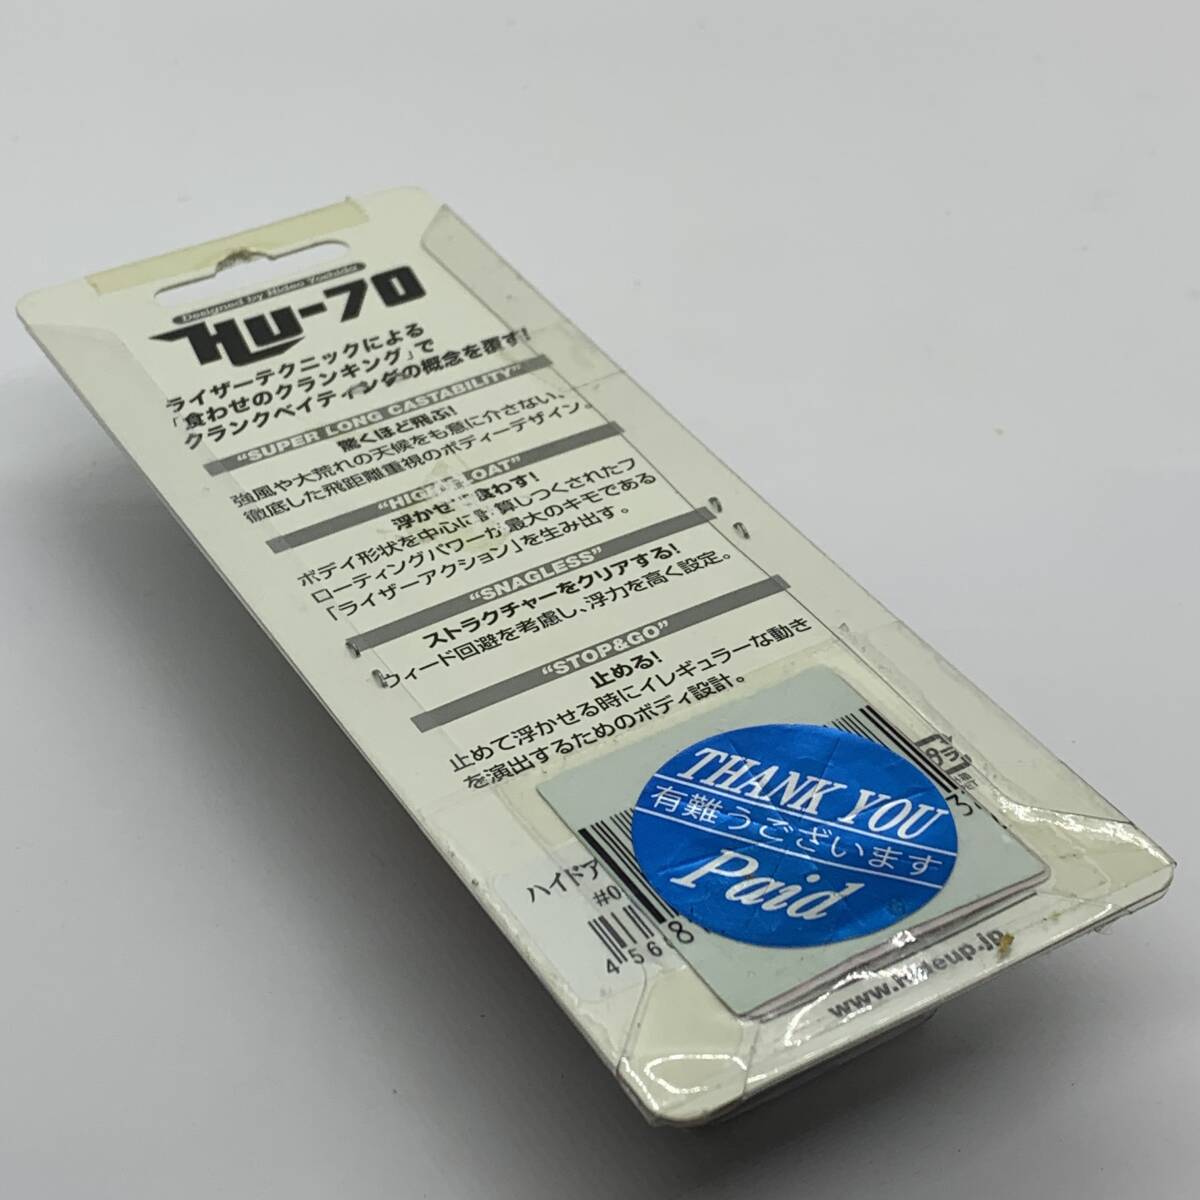 Designed by Hideo Yoshida
HU-70
ライザーテクニックによる
「食わせのクランキング」で
クランクベイティングの概念を覆す!
"SUPER LONG CASTABILITY"
驚くほど飛ぶ!
強風や大荒れの天候をも意に介さない、
徹底した飛距離重視のボディーデザイン。
"HIGH FLOAT"
浮かせ 食わす!
ボディ形状を中心に計算しつくされたフ
ローティングパワーが最大のキモである
「ライザーアクション」を生み出す。
"SNAGLESS"
ストラクチャーをクリアする!
ウィード回避を考慮し、浮力を高く設定。
"STOP&GO"
止める!
止めて浮かせる時にイレギュラーな動き
を演出するためのボディ設計。
THANK YOU
有難うございます
Paid
プラ
ハイドア
#0
4 568
8
3
www.hideup.jp